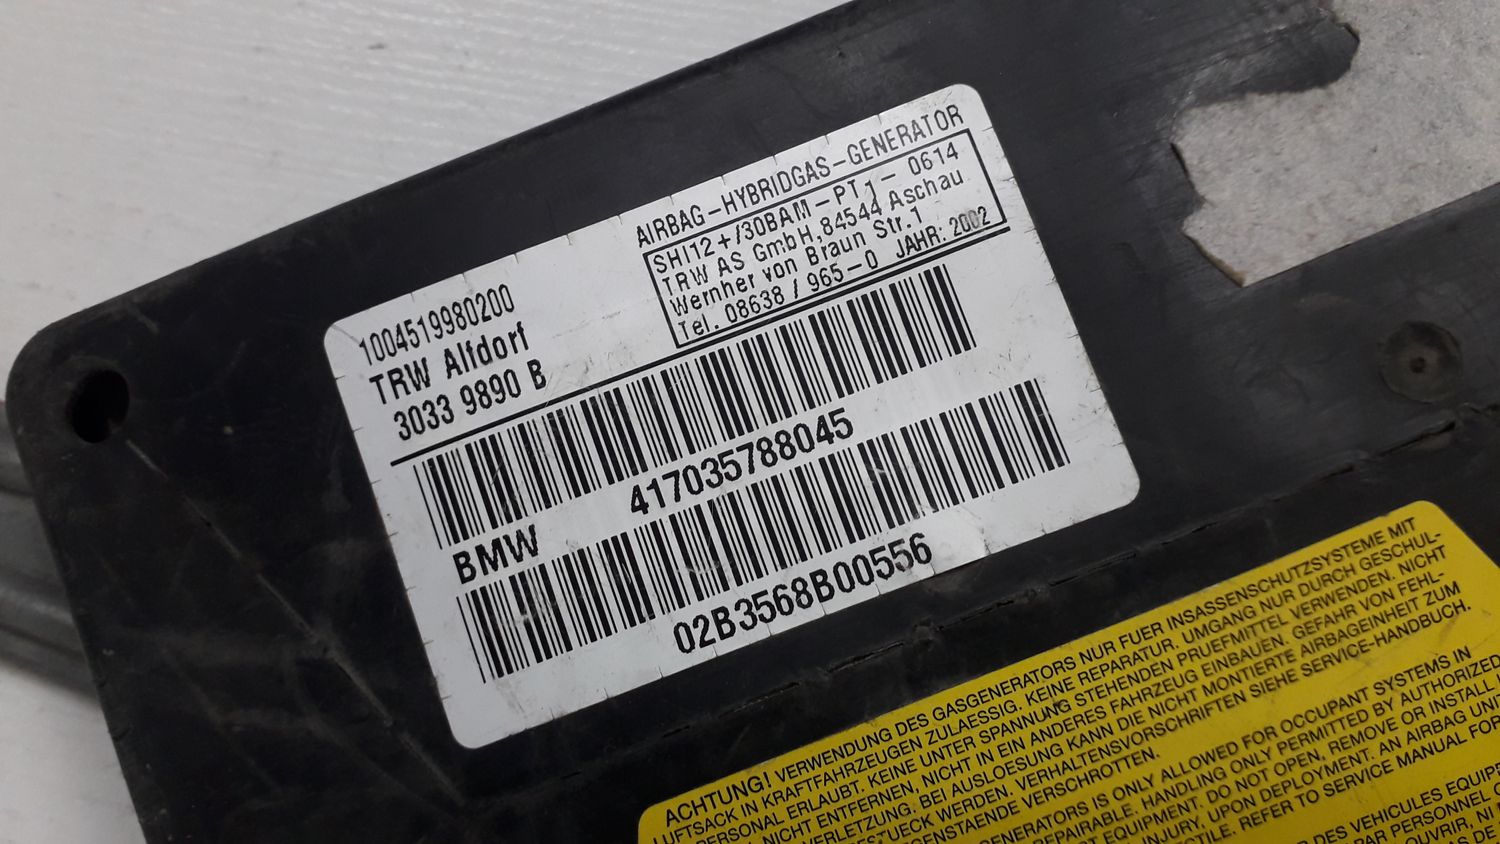 AIRBAG-HYBRIDGAS-GENERATOR
SHI12+/30BAM-PT1-0614
TRW AS GmbH,84544 Aschau
Wernher von Braun Str.1
Tel. 08638 / 965-0 JAHR: 2002
1004519980200
TRW Alfdorf
3033 9890 B
BMW 417035788045
02B3568B00556
ACHTUNG! VERWENDUNG DES GASGENERATORS NUR FUER INSASSENSCHUTZSYSTEME MIT
LUFTSACK IN KRAFTFAHRZEUGEN ZULAESSIG. KEINE REPARATUR. UMGANG NUR DURCH GESCHUL-
PERSONAL ERLAUBT. KEINE UNTER SPANNUNG STEHENDEN PRUEFMITTEL VERWENDEN. NICHT
NICHT ENTFERNEN, NICHT IN EIN ANDERES FAHRZEUG EINBAUEN. GEFAHR VON FEHL-
VERLETZUNG. BEI AUSLOESUNG KANN DIE NICHT MONTIERTE AIRBAGEINHEIT ZUM
WERDEN. VERHALTENSVORSCHRIFTEN SIEHE SERVICE-HANDBUCH.
VERSCHROTTEN.
IS ONLY ALLOWED FOR OCCUPANT SYSTEMS IN
REPAIRABLE. HANDLING ONLY PERMITTED BY AUTHORIZED
EQUIPMENT. DO NOT OPEN, REMOVE OR INSTALL
INJURY, UPON DEPLOYMENT. AN AIRBAG
REFER TO SERVICE MANUAL FOR
DES VEHICULES
PAR PERSONNEL